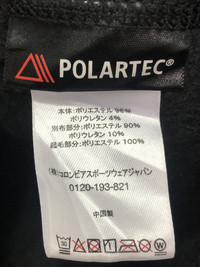 POLARTEC®
本体:ポリエステル 96%
ポリウレタン 4%
別布部分:ポリエステル 90%
ポリウレタン 10%
起毛部分:ポリエステル 100%
(株)コロンビアスポーツウェアジャパン
0120-193-821
中国製